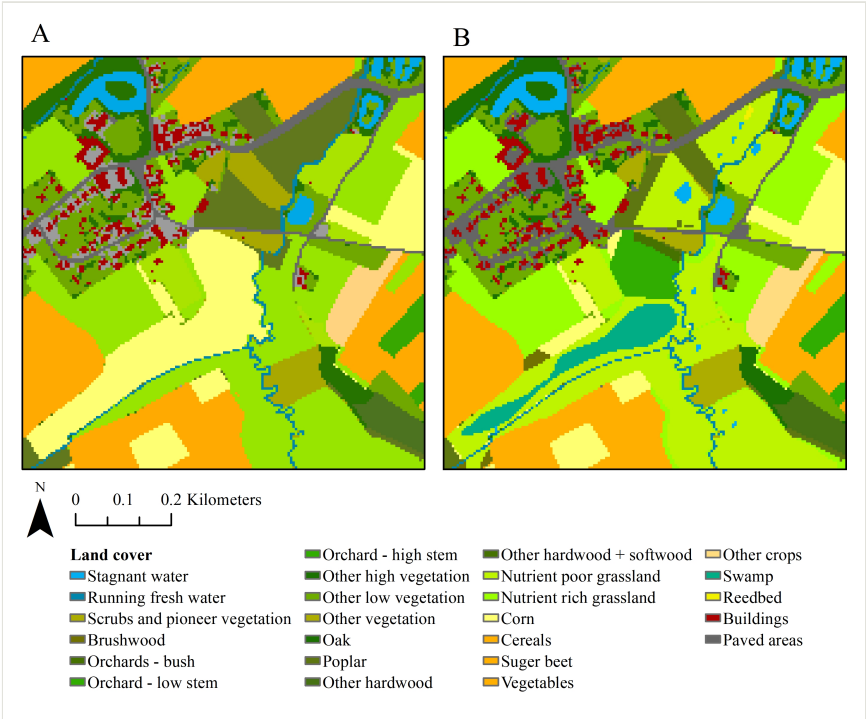 A
B
N
0 0.1 0.2 Kilometers
Land cover
Stagnant water
Running fresh water
Scrubs and pioneer vegetation
Brushwood
Orchards - bush
Orchard - low stem
Orchard - high stem
Other high vegetation
Other low vegetation
Other vegetation
Oak
Poplar
Other hardwood
Other hardwood + softwood
Nutrient poor grassland
Nutrient rich grassland
Corn
Cereals
Suger beet
Vegetables
Other crops
Swamp
Reedbed
Buildings
Paved areas